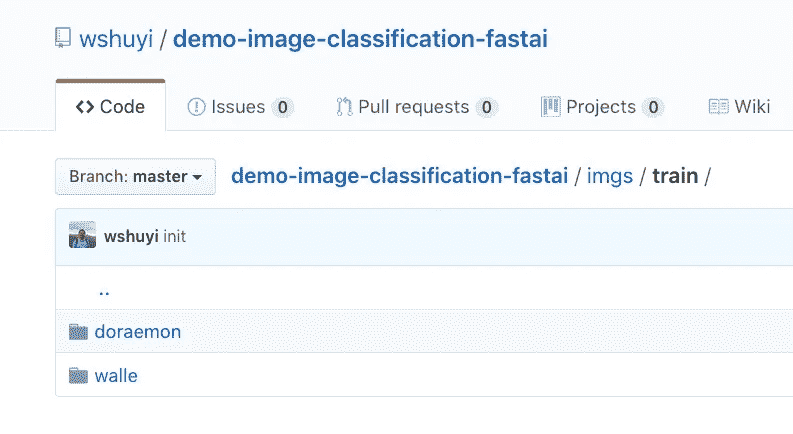 wshuyi / demo-image-classification-fastai
<> Code Issues 0 Pull requests 0 Projects 0 Wiki
Branch: master demo-image-classification-fastai / imgs / train /
wshuyi init
..
doraemon
walle